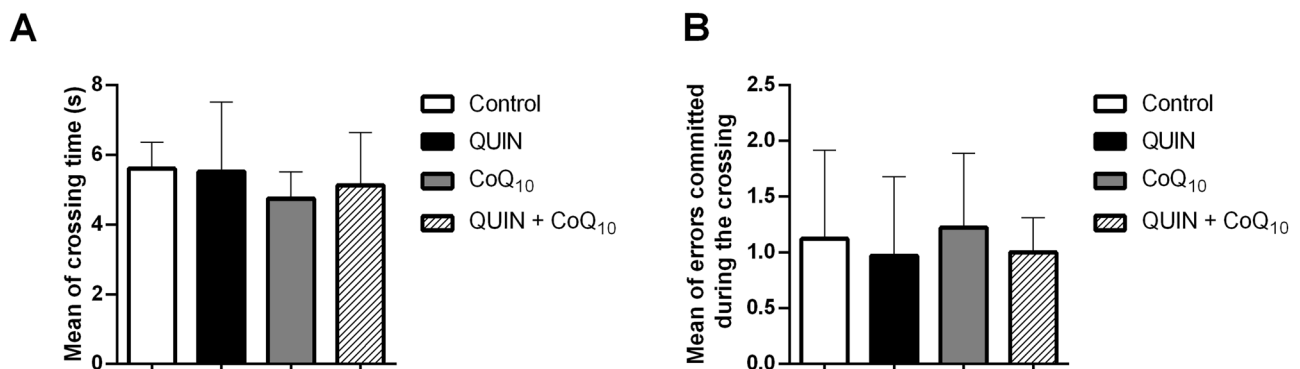 A
Mean of crossing time (s)
8
6
4
2
0
Control
QUIN
CoQ₁₀
QUIN + CoQ₁₀
B
Mean of errors committed
during the crossing
2.5
2.0
1.5
1.0
0.5
0.0
Control
QUIN
CoQ₁₀
QUIN + CoQ₁₀